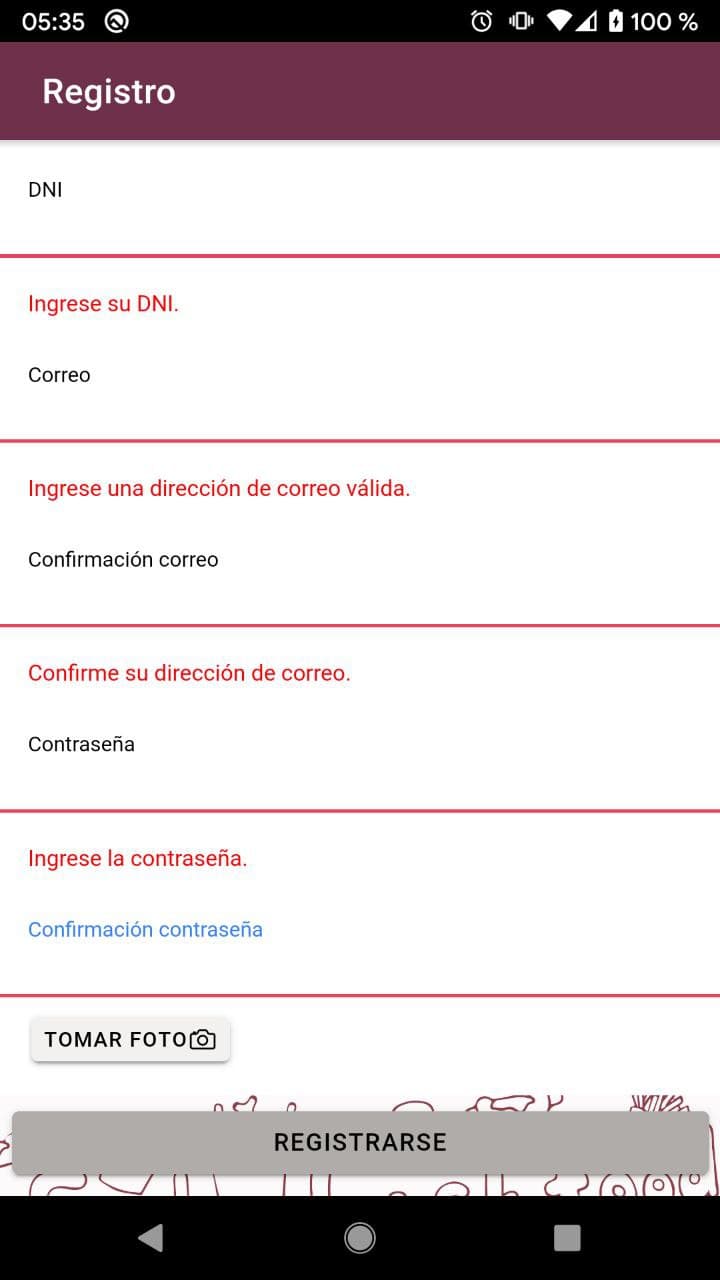 05:35 100 %
Registro
DNI
Ingrese su DNI.
Correo
Ingrese una dirección de correo válida.
Confirmación correo
Confirme su dirección de correo.
Contraseña
Ingrese la contraseña.
Confirmación contraseña
TOMAR FOTO
REGISTRARSE